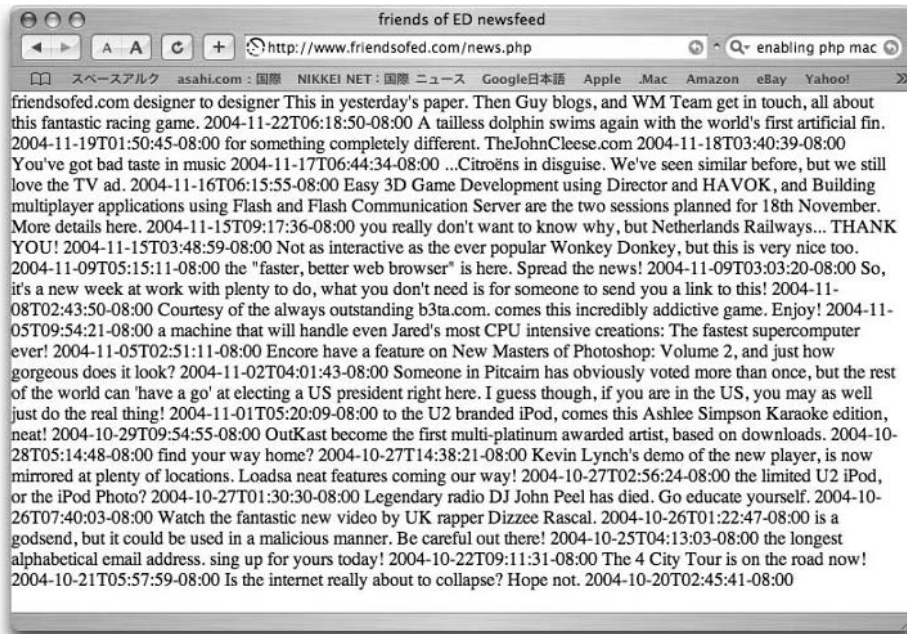 friends of ED newsfeed
A A C + http://www.friendsofed.com/news.php Q enabling php mac
スペースアルク asahi.com：国際 NIKKEI NET：国際 ニュース Google日本語 Apple .Mac Amazon eBay Yahoo! »
friendsofed.com designer to designer This in yesterday's paper. Then Guy blogs, and WM Team get in touch, all about
this fantastic racing game. 2004-11-22T06:18:50-08:00 A tailless dolphin swims again with the world's first artificial fin.
2004-11-19T01:50:45-08:00 for something completely different. TheJohnCleese.com 2004-11-18T03:40:39-08:00
You've got bad taste in music 2004-11-17T06:44:34-08:00 ...Citroëns in disguise. We've seen similar before, but we still
love the TV ad. 2004-11-16T06:15:55-08:00 Easy 3D Game Development using Director and HAVOK, and Building
multiplayer applications using Flash and Flash Communication Server are the two sessions planned for 18th November.
More details here. 2004-11-15T09:17:36-08:00 you really don't want to know why, but Netherlands Railways... THANK
YOU! 2004-11-15T03:48:59-08:00 Not as interactive as the ever popular Wonkey Donkey, but this is very nice too.
2004-11-09T05:15:11-08:00 the "faster, better web browser" is here. Spread the news! 2004-11-09T03:03:20-08:00 So,
it's a new week at work with plenty to do, what you don't need is for someone to send you a link to this! 2004-11-
08T02:43:50-08:00 Courtesy of the always outstanding b3ta.com. comes this incredibly addictive game. Enjoy! 2004-11-
05T09:54:21-08:00 a machine that will handle even Jared's most CPU intensive creations: The fastest supercomputer
ever! 2004-11-05T02:51:11-08:00 Encore have a feature on New Masters of Photoshop: Volume 2, and just how
gorgeous does it look? 2004-11-02T04:01:43-08:00 Someone in Pitcairn has obviously voted more than once, but the rest
of the world can 'have a go' at electing a US president right here. I guess though, if you are in the US, you may as well
just do the real thing! 2004-11-01T05:20:09-08:00 to the U2 branded iPod, comes this Ashlee Simpson Karaoke edition,
neat! 2004-10-29T09:54:55-08:00 OutKast become the first multi-platinum awarded artist, based on downloads. 2004-10-
28T05:14:48-08:00 find your way home? 2004-10-27T14:38:21-08:00 Kevin Lynch's demo of the new player, is now
mirrored at plenty of locations. Loadsa neat features coming our way! 2004-10-27T02:56:24-08:00 the limited U2 iPod,
or the iPod Photo? 2004-10-27T01:30:30-08:00 Legendary radio DJ John Peel has died. Go educate yourself. 2004-10-
26T07:40:03-08:00 Watch the fantastic new video by UK rapper Dizzee Rascal. 2004-10-26T01:22:47-08:00 is a
godsend, but it could be used in a malicious manner. Be careful out there! 2004-10-25T04:13:03-08:00 the longest
alphabetical email address. sing up for yours today! 2004-10-22T09:11:31-08:00 The 4 City Tour is on the road now!
2004-10-21T05:57:59-08:00 Is the internet really about to collapse? Hope not. 2004-10-20T02:45:41-08:00